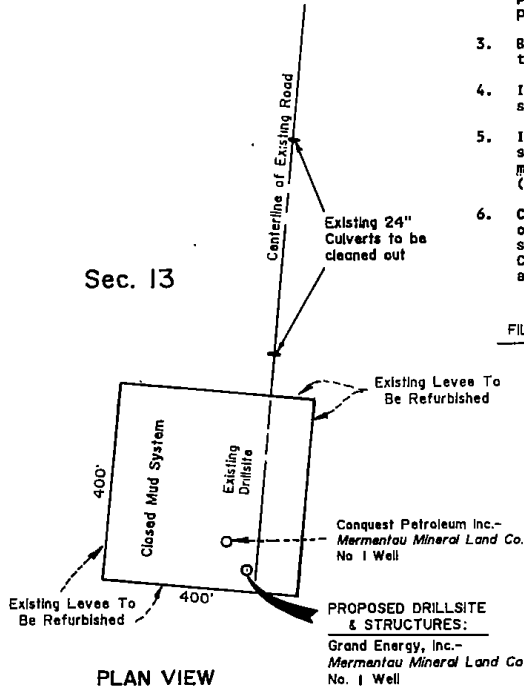 P
3. B
t
4. I
s
5. I
s
m
(
6. C
o
s
C
a
FIL
Centerline of Existing Road
Existing 24"
Culverts to be
cleaned out
Sec. 13
Existing Levee To
Be Refurbished
400'
Closed Mud System
Existing
Drillsite
Conquest Petroleum Inc.-
Mermentau Mineral Land Co.
No 1 Well
400'
Existing Levee To
Be Refurbished
PROPOSED DRILLSITE
& STRUCTURES:
Grand Energy, Inc.-
Mermentau Mineral Land Co
No. 1 Well
PLAN VIEW